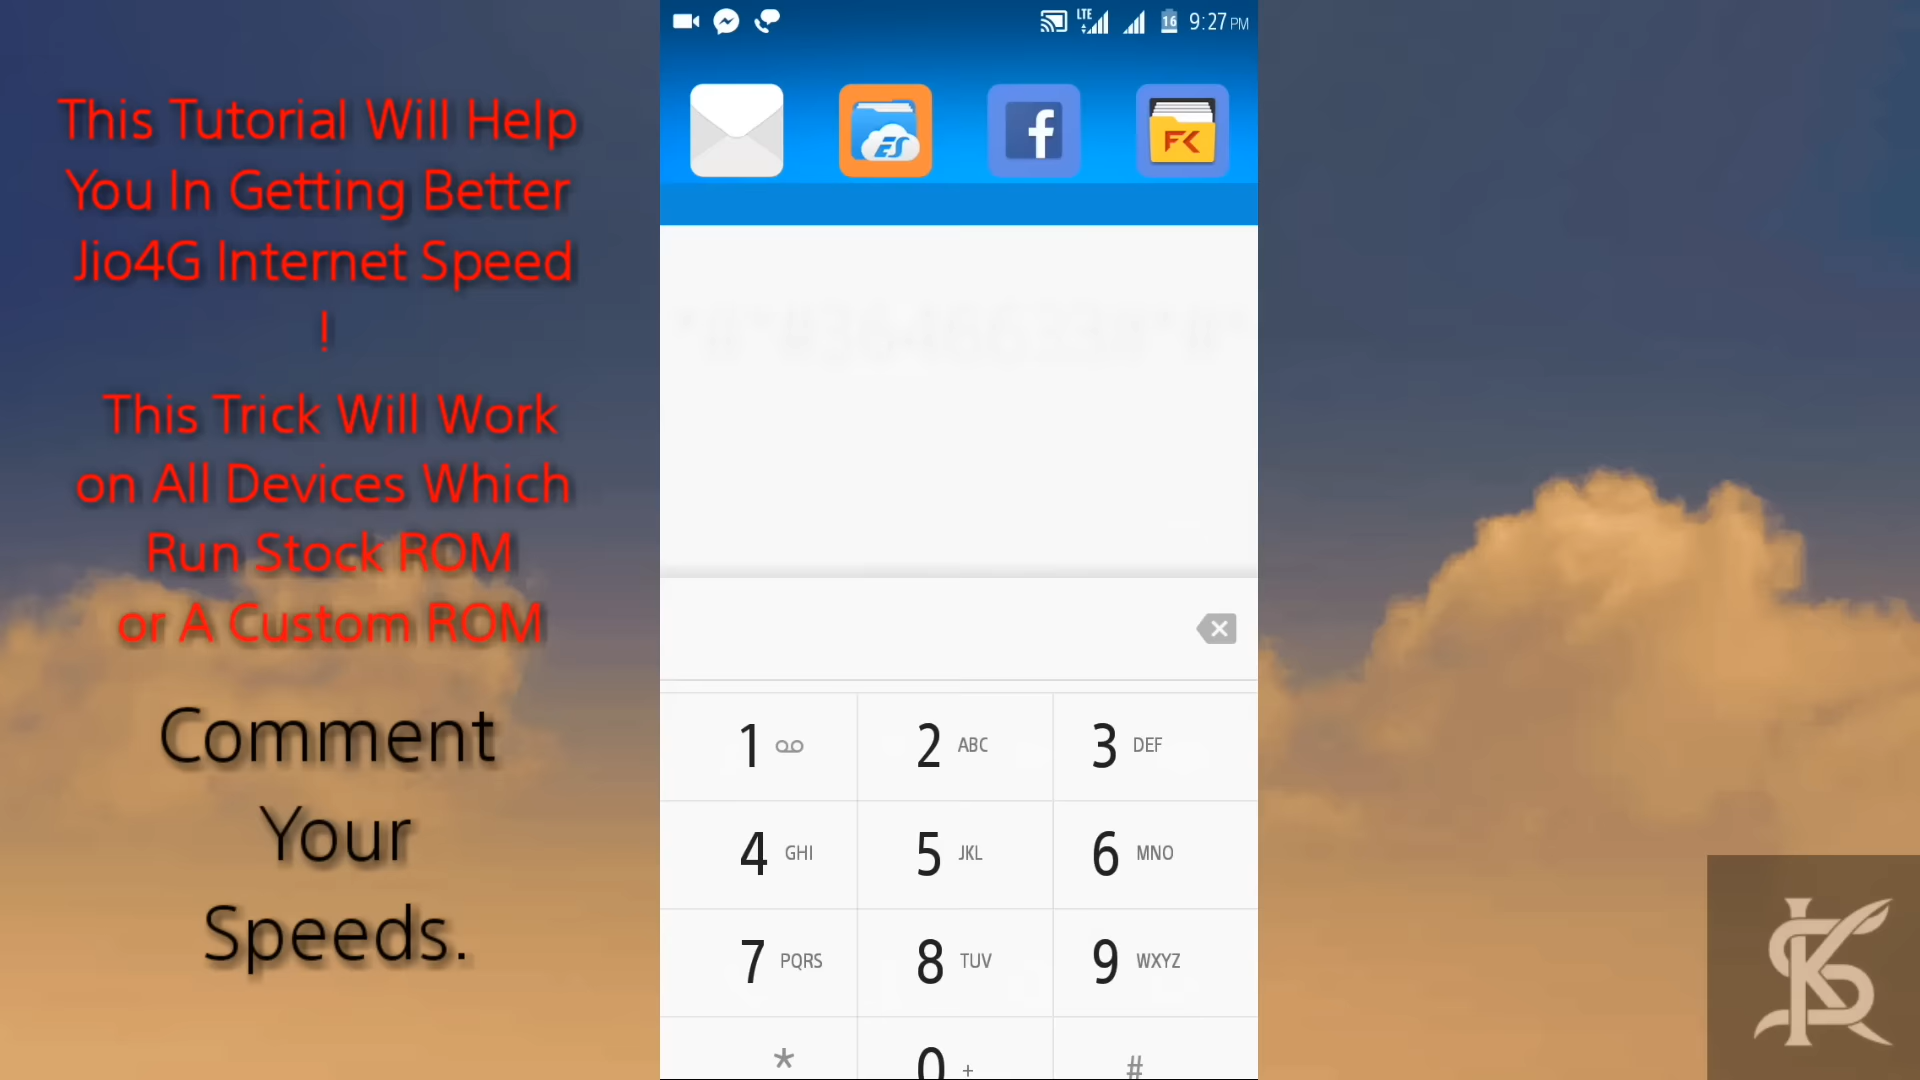 This Tutorial Will Help
You In Getting Better
Jio4G Internet Speed
!
This Trick Will Work
on All Devices Which
Run Stock ROM
or A Custom ROM
Comment
Your
Speeds.
LTE
16
9:27 PM
ES
f
FK
1
2 ABC
3 DEF
4 GHI
5 JKL
6 MNO
7 PQRS
8 TUV
9 WXYZ
*
0 +
#